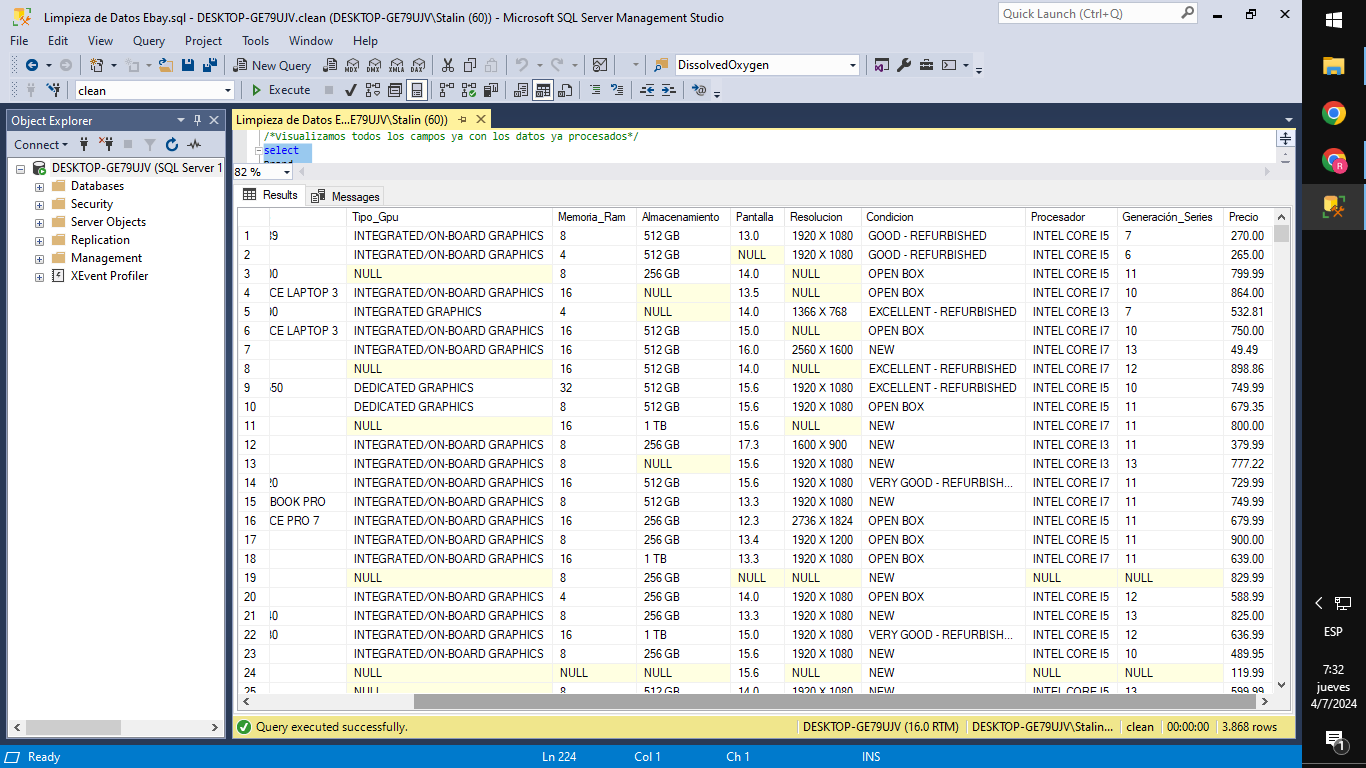 Limpieza de Datos Ebay.sql - DESKTOP-GE79UJV.clean (DESKTOP-GE79UJV\Stalin (60)) - Microsoft SQL Server Management Studio
Quick Launch (Ctrl+Q)
File Edit View Query Project Tools Window Help
New Query MDX DMX XMLA DAX DissolvedOxygen
clean Execute
Object Explorer
Connect
DESKTOP-GE79UJV (SQL Server 1
Databases
Security
Server Objects
Replication
Management
XEvent Profiler
Limpieza de Datos E...E79UJV\Stalin (60))
/*Visualizamos todos los campos ya con los datos ya procesados*/
select
82 %
Results Messages
Tipo_Gpu Memoria_Ram Almacenamiento Pantalla Resolucion Condicion Procesador Generación_Series Precio
1 39 INTEGRATED/ON-BOARD GRAPHICS 8 512 GB 13.0 1920 X 1080 GOOD - REFURBISHED INTEL CORE I5 7 270.00
2 INTEGRATED/ON-BOARD GRAPHICS 4 512 GB NULL 1920 X 1080 GOOD - REFURBISHED INTEL CORE I5 6 265.00
3 00 NULL 8 256 GB 14.0 NULL OPEN BOX INTEL CORE I5 11 799.99
4 CE LAPTOP 3 INTEGRATED/ON-BOARD GRAPHICS 16 NULL 13.5 NULL OPEN BOX INTEL CORE I7 10 864.00
5 00 INTEGRATED GRAPHICS 4 NULL 14.0 1366 X 768 EXCELLENT - REFURBISHED INTEL CORE I3 7 532.81
6 CE LAPTOP 3 INTEGRATED/ON-BOARD GRAPHICS 16 512 GB 15.0 NULL OPEN BOX INTEL CORE I7 10 750.00
7 INTEGRATED/ON-BOARD GRAPHICS 16 512 GB 16.0 2560 X 1600 NEW INTEL CORE I7 13 49.49
8 NULL 16 512 GB 14.0 NULL EXCELLENT - REFURBISHED INTEL CORE I7 12 898.86
9 50 DEDICATED GRAPHICS 32 512 GB 15.6 1920 X 1080 EXCELLENT - REFURBISHED INTEL CORE I5 10 749.99
10 DEDICATED GRAPHICS 8 512 GB 15.6 1920 X 1080 OPEN BOX INTEL CORE I5 11 679.35
11 NULL 16 1 TB 15.6 NULL NEW INTEL CORE I7 11 800.00
12 INTEGRATED/ON-BOARD GRAPHICS 8 256 GB 17.3 1600 X 900 NEW INTEL CORE I3 11 379.99
13 INTEGRATED/ON-BOARD GRAPHICS 8 NULL 15.6 1920 X 1080 NEW INTEL CORE I3 13 777.22
14 20 INTEGRATED/ON-BOARD GRAPHICS 16 512 GB 15.6 1920 X 1080 VERY GOOD - REFURBISH... INTEL CORE I7 11 729.99
15 BOOK PRO INTEGRATED/ON-BOARD GRAPHICS 8 512 GB 13.3 1920 X 1080 NEW INTEL CORE I7 11 749.99
16 CE PRO 7 INTEGRATED/ON-BOARD GRAPHICS 16 256 GB 12.3 2736 X 1824 OPEN BOX INTEL CORE I5 11 679.99
17 INTEGRATED/ON-BOARD GRAPHICS 8 256 GB 13.4 1920 X 1200 OPEN BOX INTEL CORE I5 11 900.00
18 INTEGRATED/ON-BOARD GRAPHICS 16 1 TB 13.3 1920 X 1080 OPEN BOX INTEL CORE I7 11 639.00
19 NULL 8 256 GB NULL NULL NEW NULL NULL 829.99
20 INTEGRATED/ON-BOARD GRAPHICS 4 256 GB 14.0 1920 X 1080 OPEN BOX INTEL CORE I5 12 588.99
21 40 INTEGRATED/ON-BOARD GRAPHICS 8 256 GB 13.3 1920 X 1080 NEW INTEL CORE I5 13 825.00
22 30 INTEGRATED/ON-BOARD GRAPHICS 16 1 TB 15.0 1920 X 1080 VERY GOOD - REFURBISH... INTEL CORE I5 12 636.99
23 INTEGRATED/ON-BOARD GRAPHICS 8 256 GB 15.6 1920 X 1080 NEW INTEL CORE I5 10 489.95
24 NULL NULL NULL 15.6 NULL NEW NULL NULL 119.99
25 NULL 8 512 GB 14.0 1920 X 1080 NEW INTEL CORE I5 13 599.99
Query executed successfully. DESKTOP-GE79UJV (16.0 RTM) DESKTOP-GE79UJV\Stalin... clean 00:00:00 3.868 rows
Ready Ln 224 Col 1 Ch 1 INS
R
ESP
7:32
jueves
4/7/2024
1